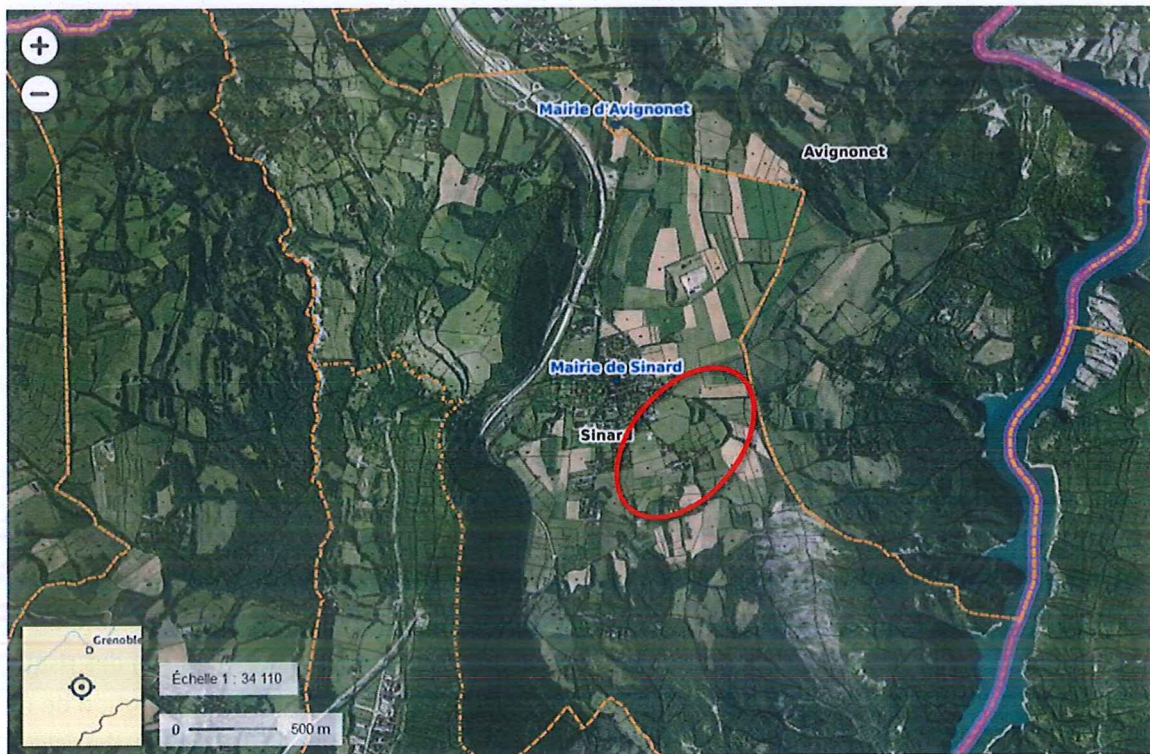 +
Mairie d'Avignonet
Avignonet
−
Mairie de Sinard
Sinard
Grenoble
Échelle 1 : 34 110
0 500 m